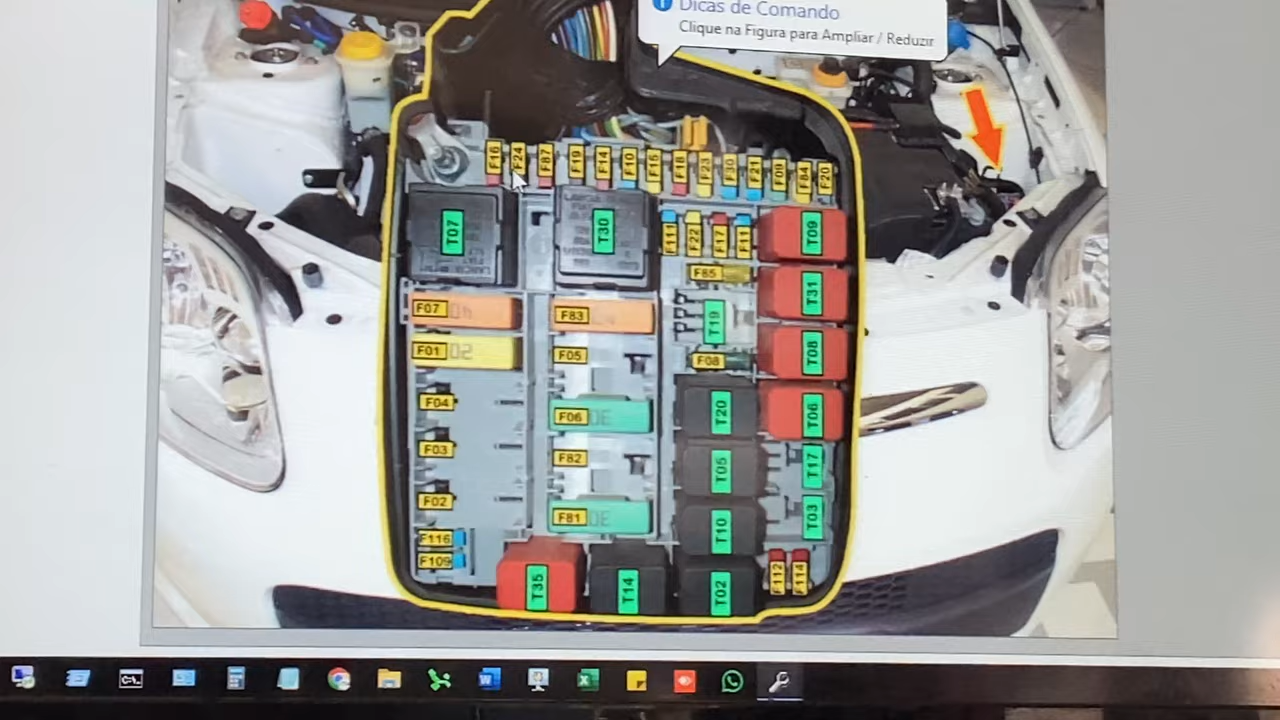 Dicas de Comando
Clique na Figura para Ampliar / Reduzir
F16
F24
F87
F19
F14
F10
F15
F18
F23
F30
F21
F09
F84
F20
T07
T30
F111
F22
F17
F11
T09
F85
T31
F07
F83
T19
F01
F05
F08
T08
F04
F06
T20
T06
F03
F82
T05
T17
F02
F81
T10
T03
F116
F109
T35
T14
T02
F112
F114